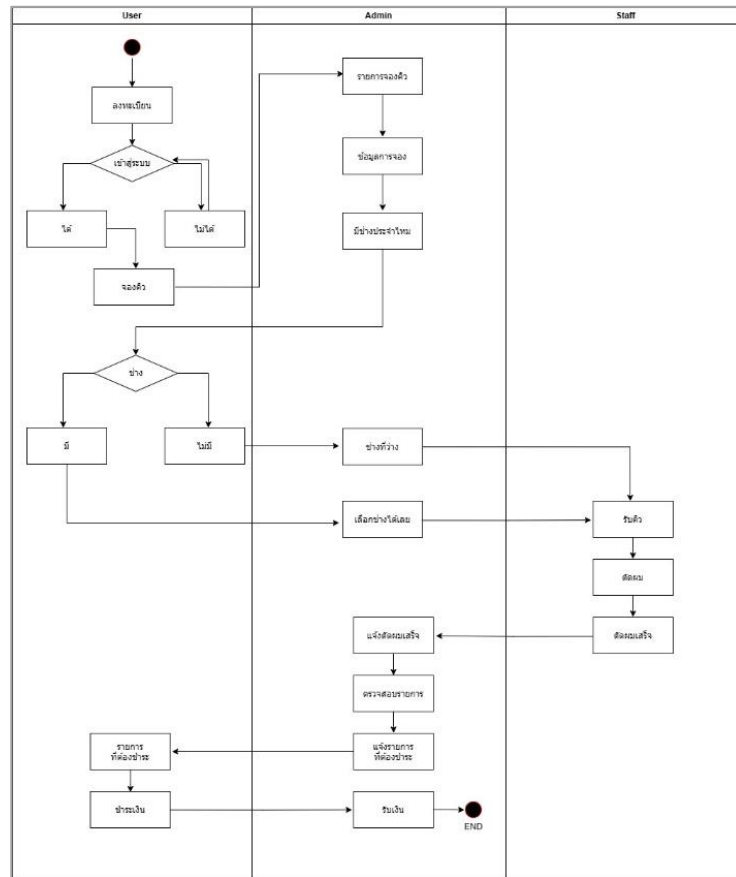 User
Admin
Staff
ลงทะเบียน
เข้าสู่ระบบ
ได้
ไม่ได้
จองคิว
รายการจองคิว
ข้อมูลการจอง
มีช่างประจำไหม
ช่าง
มี
ไม่มี
ช่างที่ว่าง
เลือกช่างได้เลย
รับคิว
ตัดผม
ตัดผมเสร็จ
แจ้งตัดผมเสร็จ
ตรวจสอบรายการ
แจ้งรายการ
ที่ต้องชำระ
รายการ
ที่ต้องชำระ
ชำระเงิน
รับเงิน
END